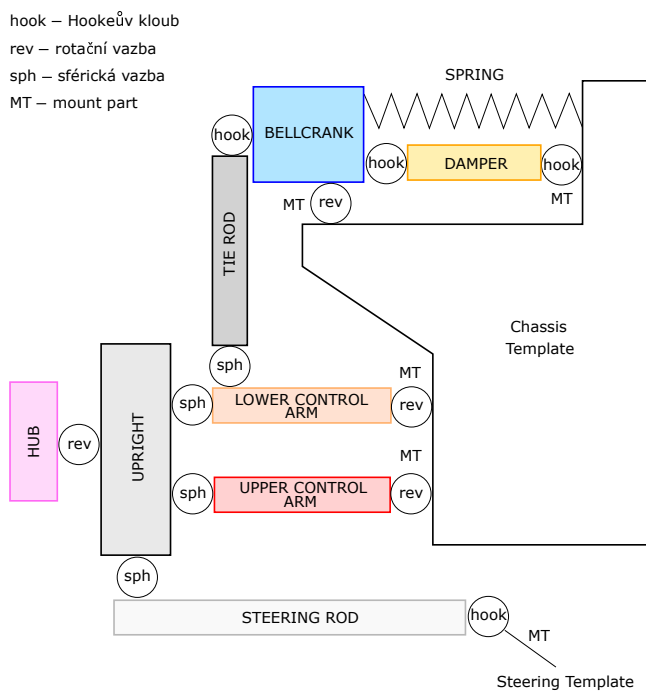 hook – Hookeův kloub
rev – rotační vazba
sph – sférická vazba
MT – mount part
SPRING
BELLCRANK
hook
hook
DAMPER
hook
MT
MT
rev
TIE ROD
Chassis
Template
sph
MT
sph
LOWER CONTROL
ARM
rev
HUB
rev
UPRIGHT
MT
sph
UPPER CONTROL
ARM
rev
sph
STEERING ROD
hook
MT
Steering Template